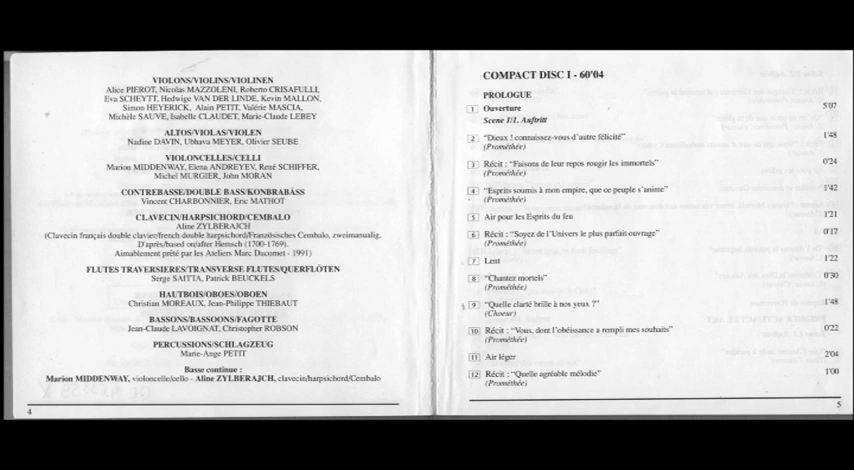 VIOLONS/VIOLINS/VIOLINEN
Alice PIEROT, Nicolas MAZZOLENI, Roberto CRISAFULLI,
Eva SCHEYTT, Hedwige VAN DER LINDE, Kevin MALLON,
Simon HEYERICK, Alain PETIT, Valérie MASCIA,
Michèle SAUVE, Isabelle CLAUDET, Marie-Claude LEBEY
ALTOS/VIOLAS/VIOLEN
Nadine DAVIN, Ubhava MEYER, Olivier SEUBE
VIOLONCELLES/CELLI
Marion MIDDENWAY, Elena ANDREYEV, René SCHIFFER,
Michel MURGIER, John MORAN
CONTREBASSE/DOUBLE BASS/KONBRABÄSS
Vincent CHARBONNIER, Eric MATHOT
CLAVECIN/HARPSICHORD/CEMBALO
Aline ZYLBERAJCH
(Clavecin français double clavier/french double harpsichord/Französisches Cembalo, zweimanualig.
D'après/based on/after Hemsch (1700-1769).
Aimablement prêté par les Ateliers Marc Ducornet - 1991)
FLUTES TRAVERSIERES/TRANSVERSE FLUTES/QUERFLÖTEN
Serge SAITTA, Patrick BEUCKELS
HAUTBOIS/OBOES/OBOEN
Christian MOREAUX, Jean-Philippe THIEBAUT
BASSONS/BASSOONS/FAGOTTE
Jean-Claude LAVOIGNAT, Christopher ROBSON
PERCUSSIONS/SCHLAGZEUG
Marie-Ange PETIT
Basse continue :
Marion MIDDENWAY, violoncelle/cello - Aline ZYLBERAJCH, clavecin/harpsichord/Cembalo
4
COMPACT DISC I - 60'04
PROLOGUE
1 Ouverture 5'07
Scene I/1. Auftritt
2 "Dieux ! connaissez-vous d'autre félicité" 1'48
(Prométhée)
3 Récit : "Faisons de leur repos rougir les immortels" 0'24
(Prométhée)
4 "Esprits soumis à mon empire, que ce peuple s'anime" 1'42
(Prométhée)
5 Air pour les Esprits du feu 1'21
6 Récit : "Soyez de l'Univers le plus parfait ouvrage" 0'17
(Prométhée)
7 Lent 1'22
8 "Chantez mortels" 0'30
(Prométhée)
9 "Quelle clarté brille à nos yeux ?" 1'48
(Choeur)
10 Récit : "Vous, dont l'obéissance a rempli mes souhaits" 0'22
(Prométhée)
11 Air léger 2'04
12 Récit : "Quelle agréable mélodie" 1'00
(Prométhée)
5